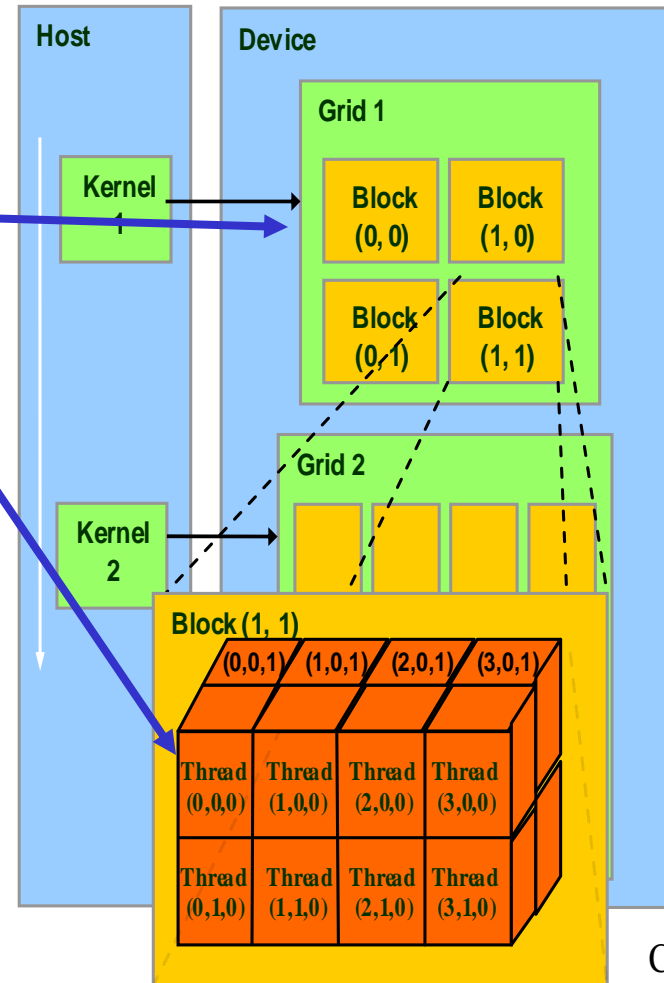 Host
Device
Grid 1
Kernel
1
Block
(0, 0)
Block
(1, 0)
Block
(0, 1)
Block
(1, 1)
Grid 2
Kernel
2
Block (1, 1)
(0,0,1) (1,0,1) (2,0,1) (3,0,1)
Thread
(0,0,0)
Thread
(1,0,0)
Thread
(2,0,0)
Thread
(3,0,0)
Thread
(0,1,0)
Thread
(1,1,0)
Thread
(2,1,0)
Thread
(3,1,0)